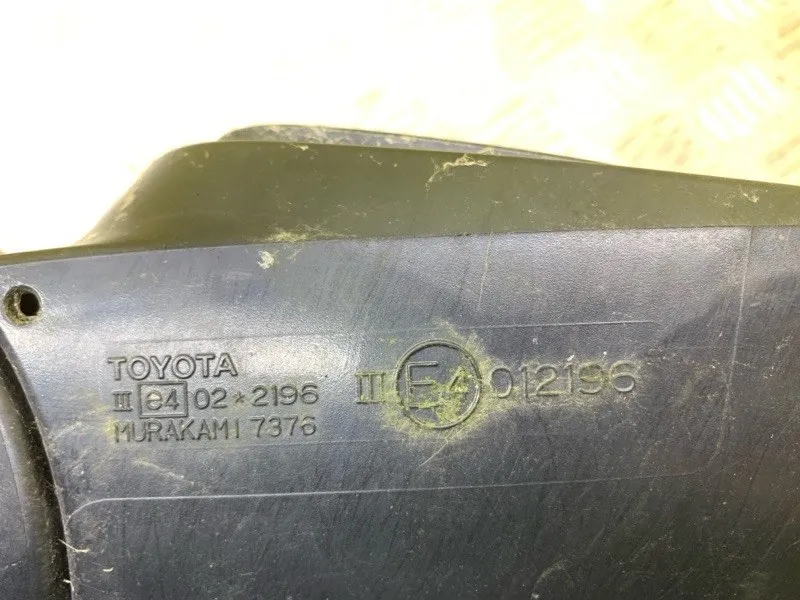 TOYOTA
III e4 02*2196
MURAKAMI 7376
III E4 012196